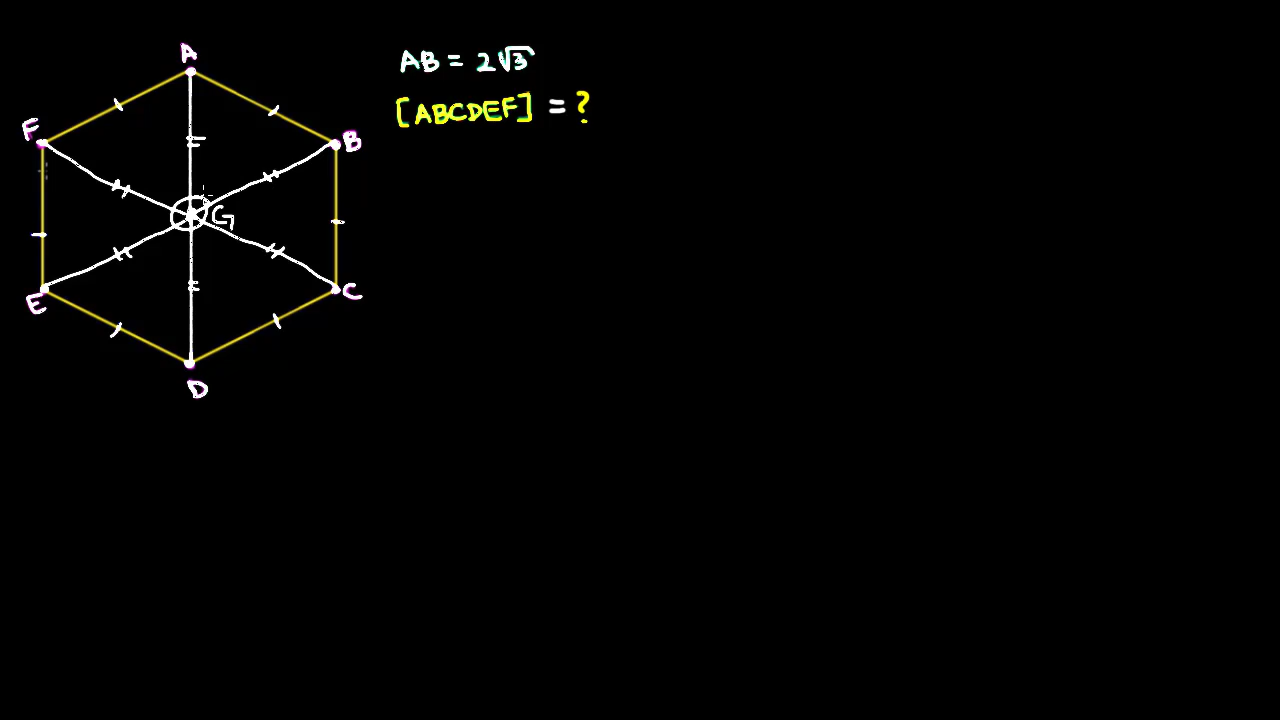 A
AB = 2√3
[ABCDEF] = ?
F
B
G
E
C
D